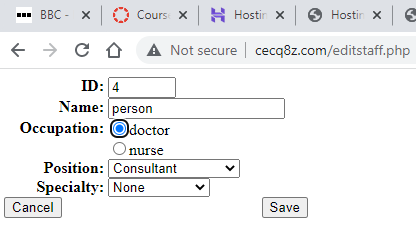 BBC - Course Hostin Hostin
Not secure | cecq8z.com/editstaff.php
ID: 4
Name: person
Occupation: doctor
nurse
Position: Consultant
Specialty: None
Cancel Save